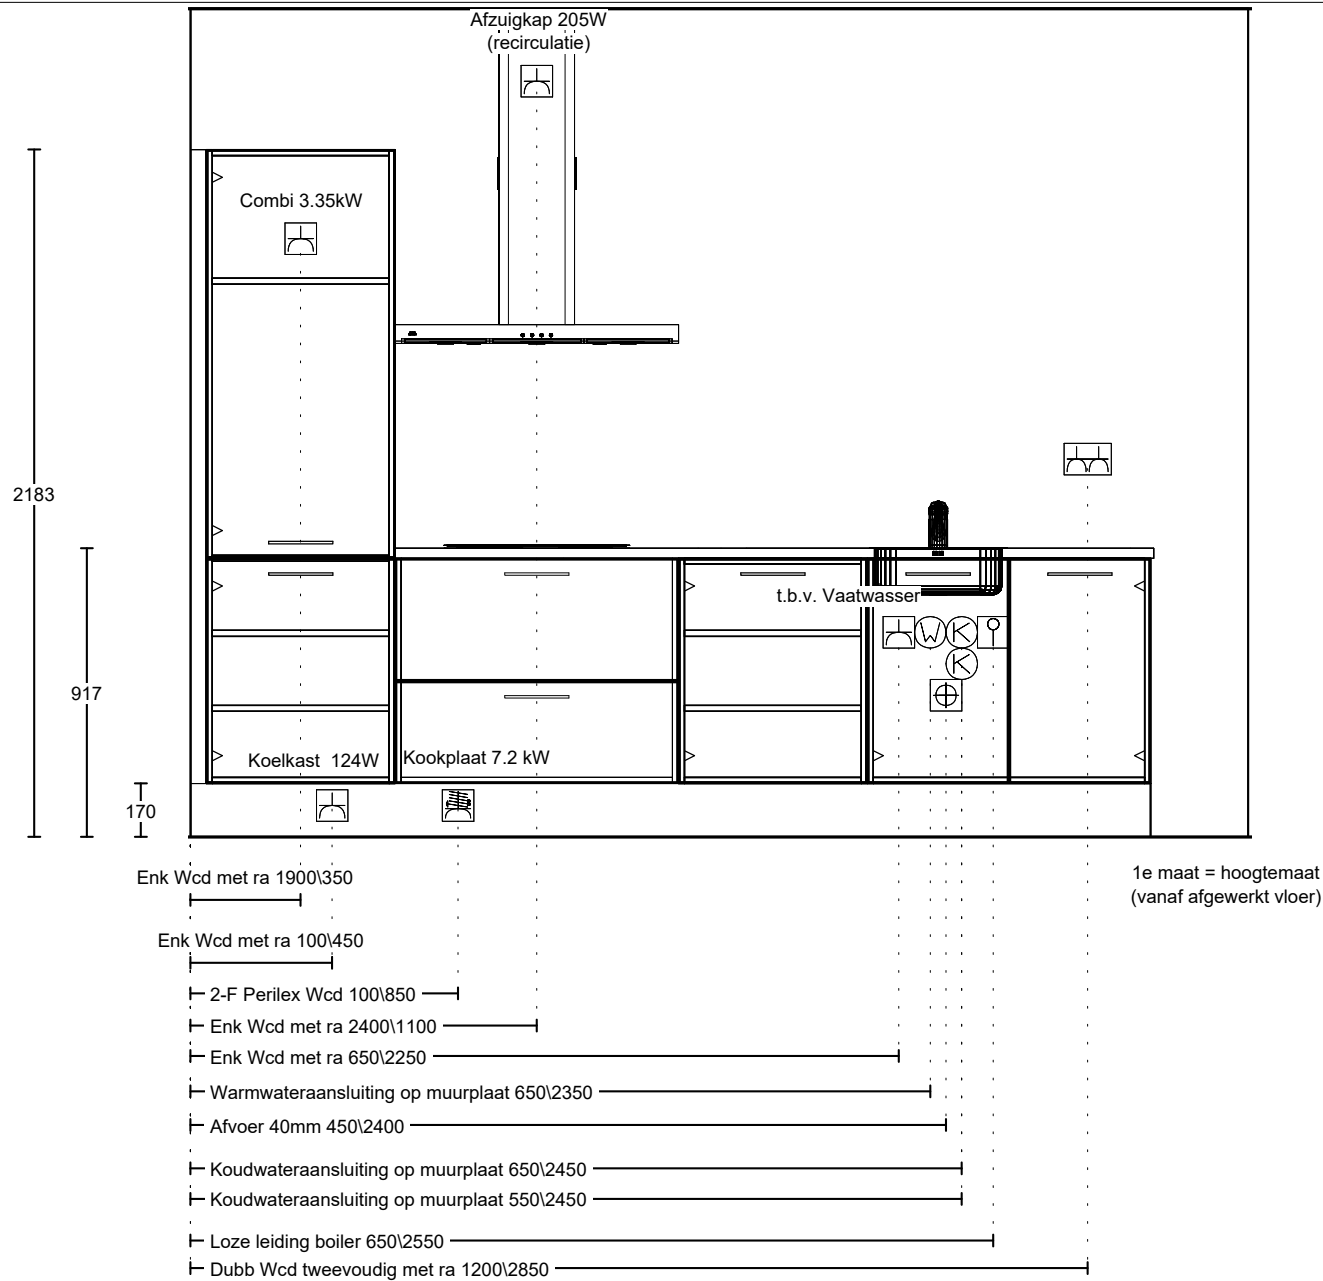 Afzuigkap 205W
(recirculatie)
Combi 3.35kW
2183
t.b.v. Vaatwasser
W
K
K
917
Koelkast 124W
Kookplaat 7.2 kW
170
Enk Wcd met ra 1900\350
1e maat = hoogtemaat
(vanaf afgewerkt vloer)
Enk Wcd met ra 100\450
2-F Perilex Wcd 100\850
Enk Wcd met ra 2400\1100
Enk Wcd met ra 650\2250
Warmwateraansluiting op muurplaat 650\2350
Afvoer 40mm 450\2400
Koudwateraansluiting op muurplaat 650\2450
Koudwateraansluiting op muurplaat 550\2450
Loze leiding boiler 650\2550
Dubb Wcd tweevoudig met ra 1200\2850